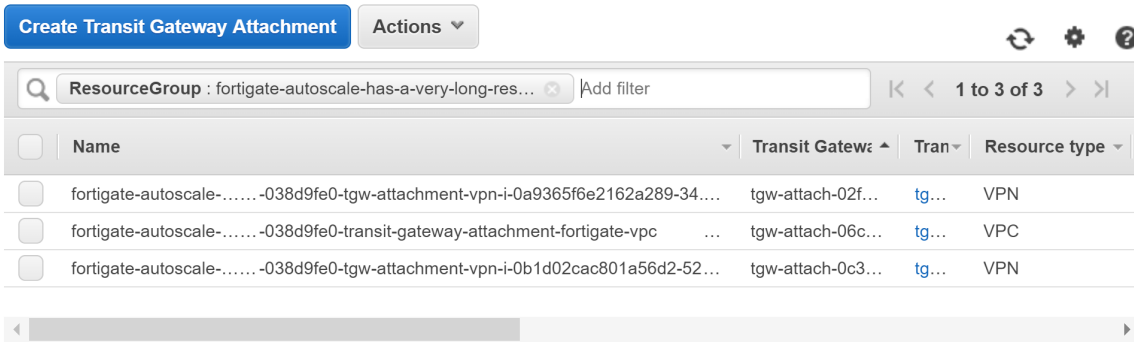 Create Transit Gateway Attachment Actions
ResourceGroup : fortigate-autoscale-has-a-very-long-res... Add filter 1 to 3 of 3
Name Transit Gatewa Tran Resource type
fortigate-autoscale-...…-038d9fe0-tgw-attachment-vpn-i-0a9365f6e2162a289-34.... tgw-attach-02f... tg... VPN
fortigate-autoscale-...…-038d9fe0-transit-gateway-attachment-fortigate-vpc ... tgw-attach-06c... tg... VPC
fortigate-autoscale-...…-038d9fe0-tgw-attachment-vpn-i-0b1d02cac801a56d2-52... tgw-attach-0c3... tg... VPN